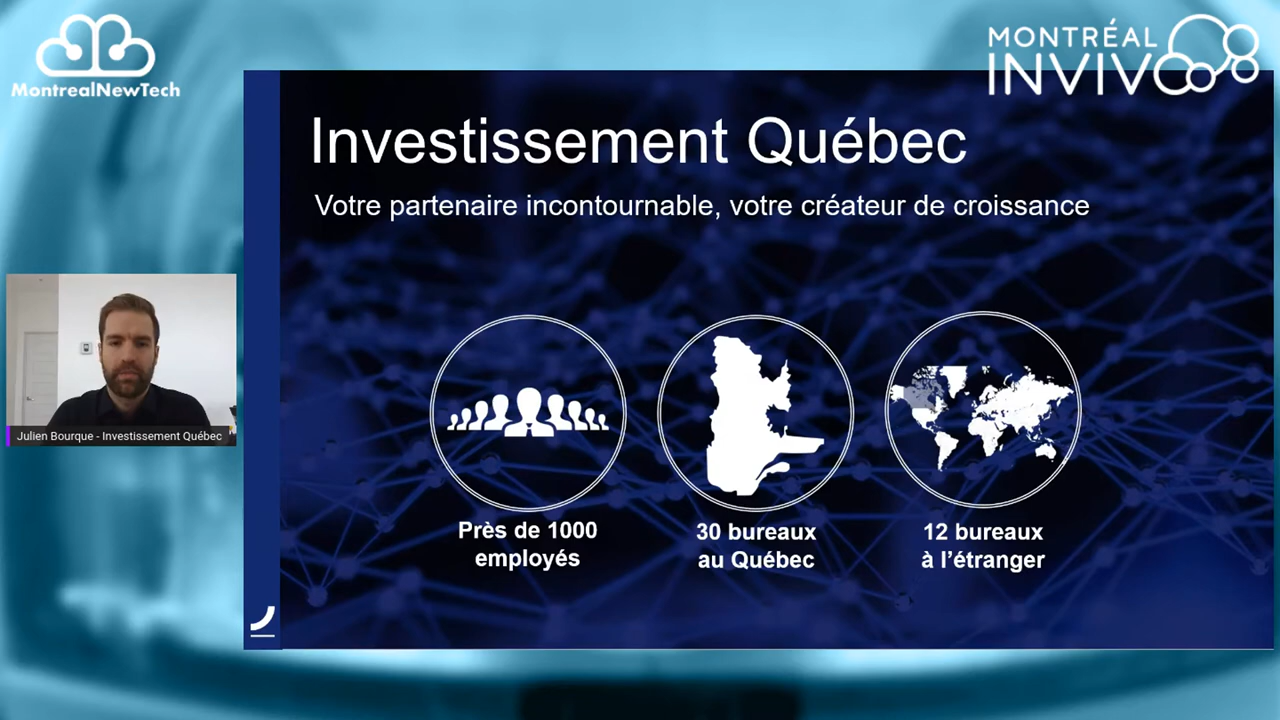 MontrealNewTech
MONTRÉAL
INVIVO
Investissement Québec
Votre partenaire incontournable, votre créateur de croissance
Julien Bourque - Investissement Québec
Près de 1000
employés
30 bureaux
au Québec
12 bureaux
à l’étranger